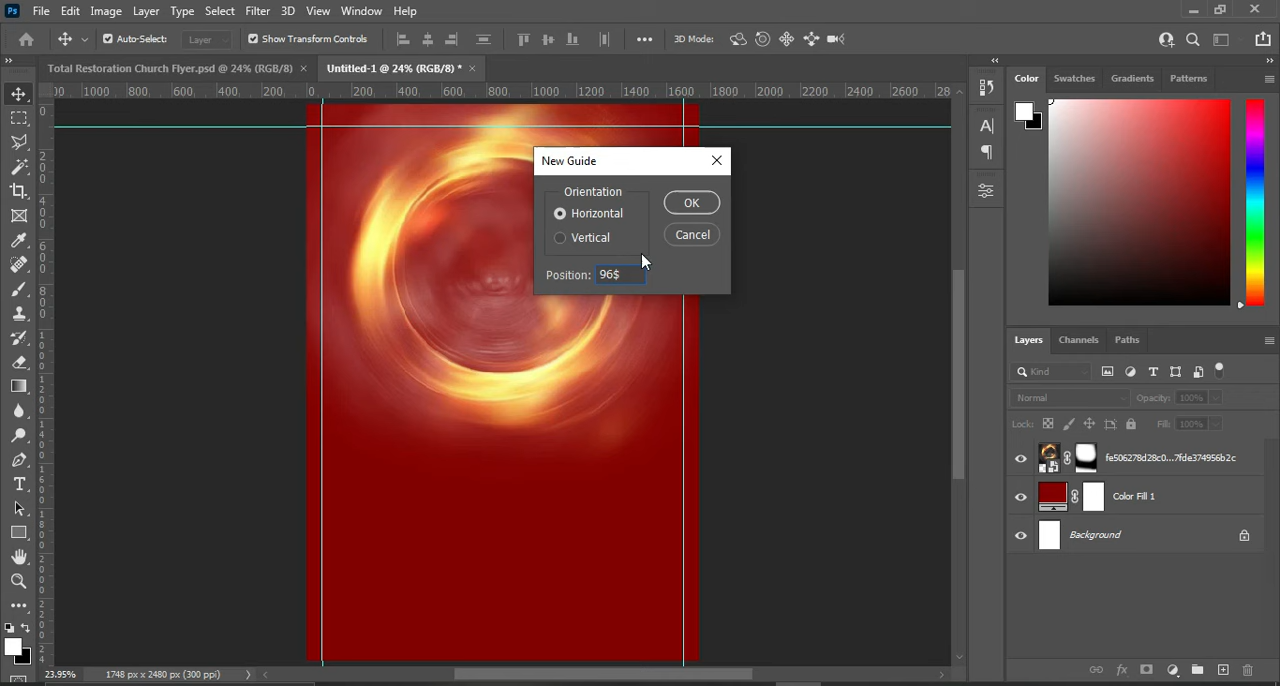 Ps File Edit Image Layer Type Select Filter 3D View Window Help
Auto-Select: Layer Show Transform Controls 3D Mode:
Total Restoration Church Flyer.psd @ 24% (RGB/8) × Untitled-1 @ 24% (RGB/8) * ×
1000 800 600 400 200 0 200 400 600 800 1000 1200 1400 1600 1800 2000 2200 2400 2600
New Guide
Orientation
Horizontal
Vertical
OK
Cancel
Position: 96$
Color Swatches Gradients Patterns
Layers Channels Paths
Kind
Normal Opacity: 100%
Lock: Fill: 100%
fe506278d28c0...7fde374956b2c
Color Fill 1
Background
23.95% 1748 px x 2480 px (300 ppi)